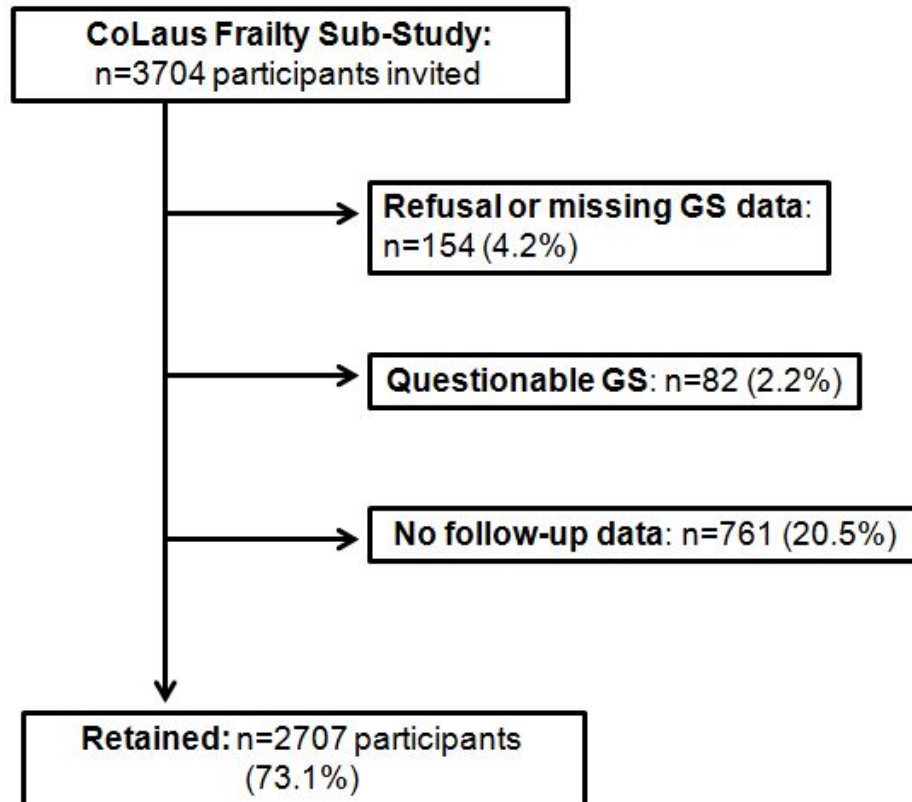 CoLaus Frailty Sub-Study:
n=3704 participants invited
Refusal or missing GS data:
n=154 (4.2%)
Questionable GS: n=82 (2.2%)
No follow-up data: n=761 (20.5%)
Retained: n=2707 participants
(73.1%)